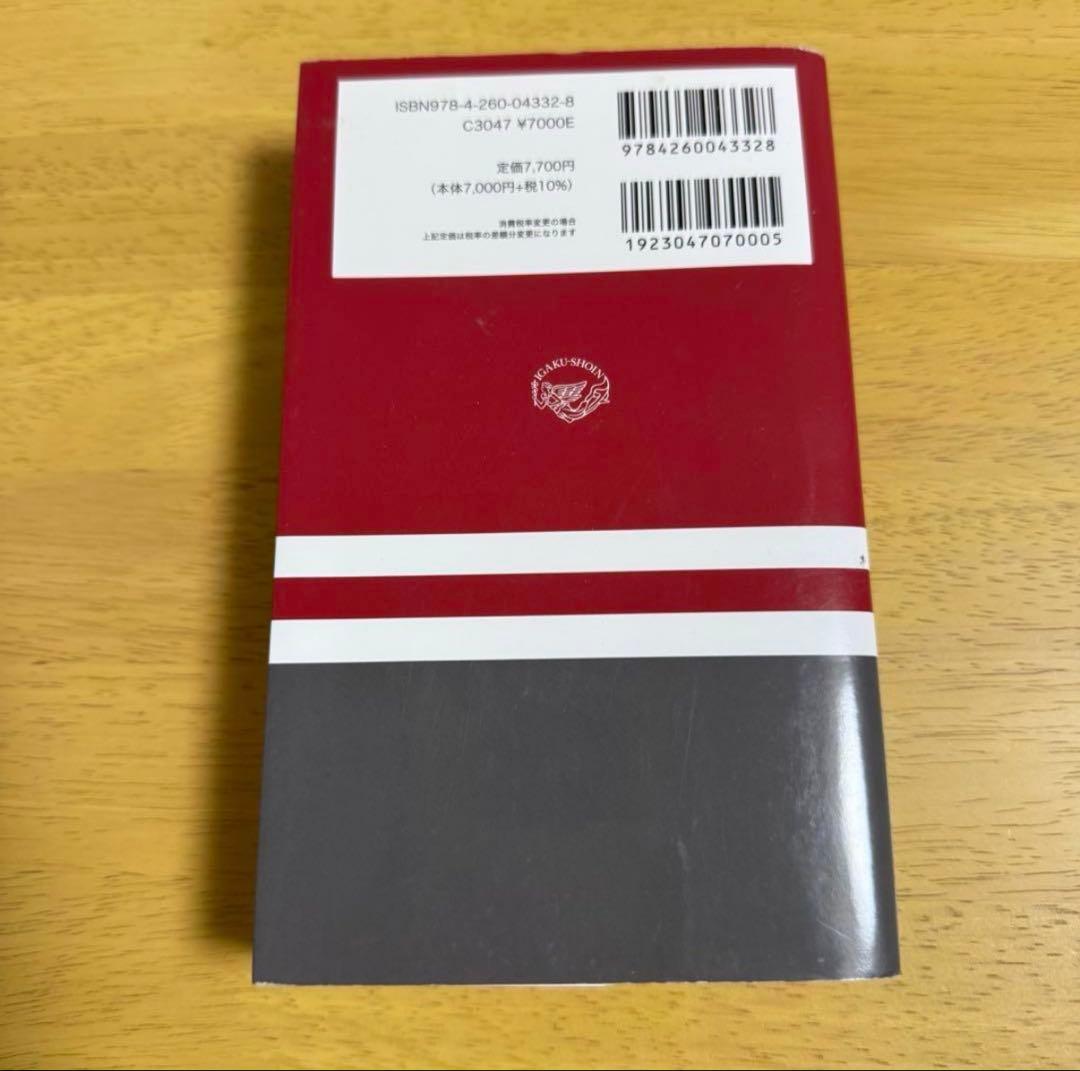 ISBN978-4-260-04332-8
C3047 ¥7000E
定価7,700円
(本体7,000円+税10%)
消費税率変更の場合
上記定価は税率の差額分変更になります
9784260043328
1923047070005
IGAKU-SHOIN